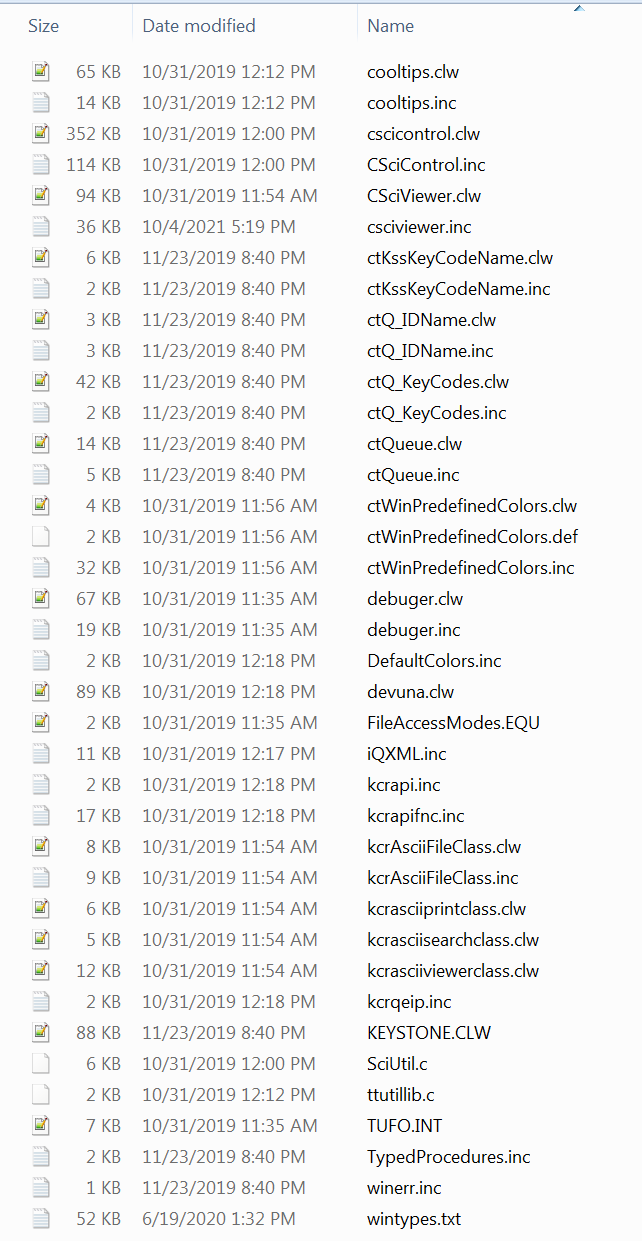 Size Date modified Name
65 KB 10/31/2019 12:12 PM cooltips.clw
14 KB 10/31/2019 12:12 PM cooltips.inc
352 KB 10/31/2019 12:00 PM cscicontrol.clw
114 KB 10/31/2019 12:00 PM CSciControl.inc
94 KB 10/31/2019 11:54 AM CSciViewer.clw
36 KB 10/4/2021 5:19 PM csciviewer.inc
6 KB 11/23/2019 8:40 PM ctKssKeyCodeName.clw
2 KB 11/23/2019 8:40 PM ctKssKeyCodeName.inc
3 KB 11/23/2019 8:40 PM ctQ_IDName.clw
3 KB 11/23/2019 8:40 PM ctQ_IDName.inc
42 KB 11/23/2019 8:40 PM ctQ_KeyCodes.clw
2 KB 11/23/2019 8:40 PM ctQ_KeyCodes.inc
14 KB 11/23/2019 8:40 PM ctQueue.clw
5 KB 11/23/2019 8:40 PM ctQueue.inc
4 KB 10/31/2019 11:56 AM ctWinPredefinedColors.clw
2 KB 10/31/2019 11:56 AM ctWinPredefinedColors.def
32 KB 10/31/2019 11:56 AM ctWinPredefinedColors.inc
67 KB 10/31/2019 11:35 AM debuger.clw
19 KB 10/31/2019 11:35 AM debuger.inc
2 KB 10/31/2019 12:18 PM DefaultColors.inc
89 KB 10/31/2019 12:18 PM devuna.clw
2 KB 10/31/2019 11:35 AM FileAccessModes.EQU
11 KB 10/31/2019 12:17 PM iQXML.inc
2 KB 10/31/2019 12:18 PM kcrapi.inc
17 KB 10/31/2019 12:18 PM kcrapifnc.inc
8 KB 10/31/2019 11:54 AM kcrAsciiFileClass.clw
9 KB 10/31/2019 11:54 AM kcrAsciiFileClass.inc
6 KB 10/31/2019 11:54 AM kcrasciiprintclass.clw
5 KB 10/31/2019 11:54 AM kcrasciisearchclass.clw
12 KB 10/31/2019 11:54 AM kcrasciiviewerclass.clw
2 KB 10/31/2019 12:18 PM kcrqeip.inc
88 KB 11/23/2019 8:40 PM KEYSTONE.CLW
6 KB 10/31/2019 12:00 PM SciUtil.c
2 KB 10/31/2019 12:12 PM ttutillib.c
7 KB 10/31/2019 11:35 AM TUFO.INT
2 KB 11/23/2019 8:40 PM TypedProcedures.inc
1 KB 11/23/2019 8:40 PM winerr.inc
52 KB 6/19/2020 1:32 PM wintypes.txt